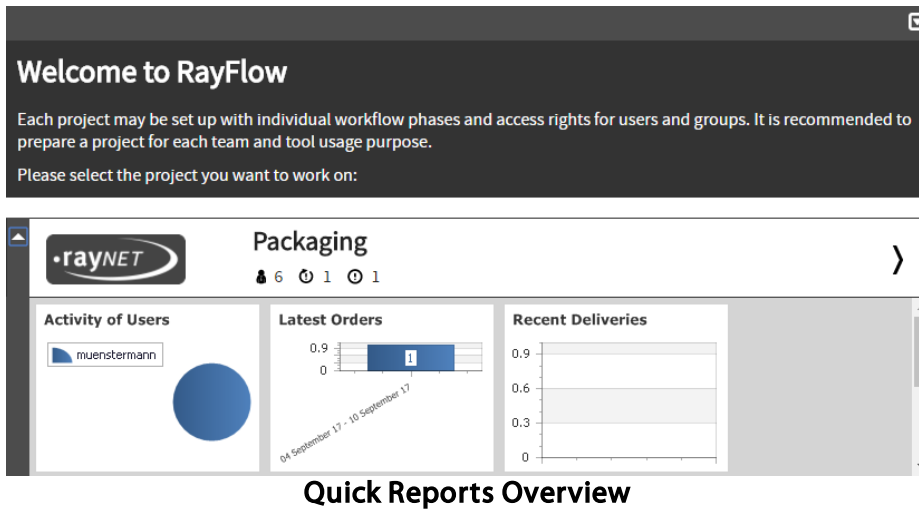 Welcome to RayFlow
Each project may be set up with individual workflow phases and access rights for users and groups. It is recommended to
prepare a project for each team and tool usage purpose.
Please select the project you want to work on:
raynet
Packaging
6 1 1
Activity of Users
muenstermann
Latest Orders
0.9
1
0
04 September 17 - 10 September 17
Recent Deliveries
0.9
0.6
0.3
0
Quick Reports Overview